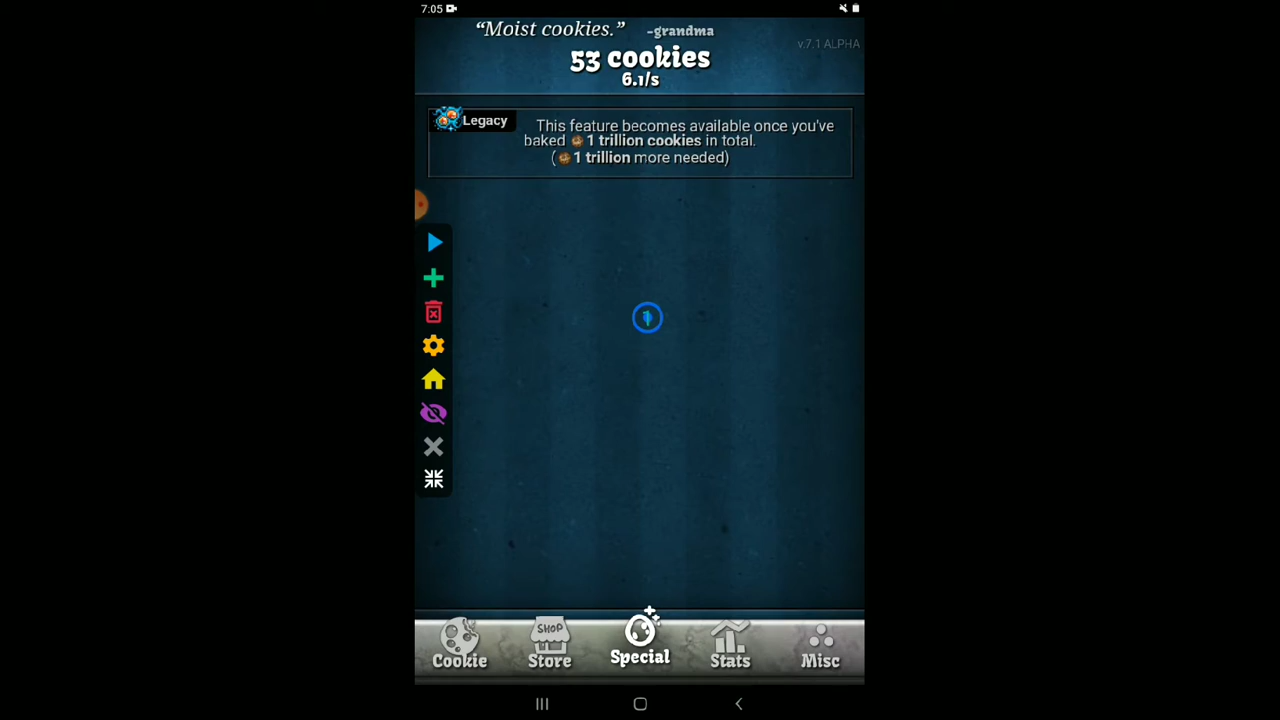 7:05
“Moist cookies.” -grandma
v.7.1 ALPHA
53 cookies
6.1/s
Legacy
This feature becomes available once you've
baked 1 trillion cookies in total.
(1 trillion more needed)
SHOP
Cookie Store Special Stats Misc